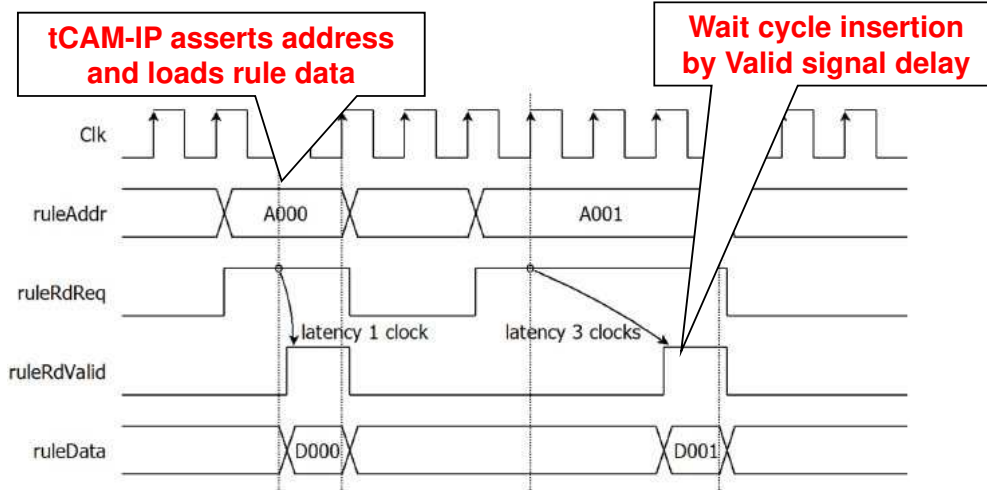 tCAM-IP asserts address
and loads rule data
Wait cycle insertion
by Valid signal delay
Clk
ruleAddr
A000
A001
ruleRdReq
latency 1 clock
latency 3 clocks
ruleRdValid
ruleData
D000
D001